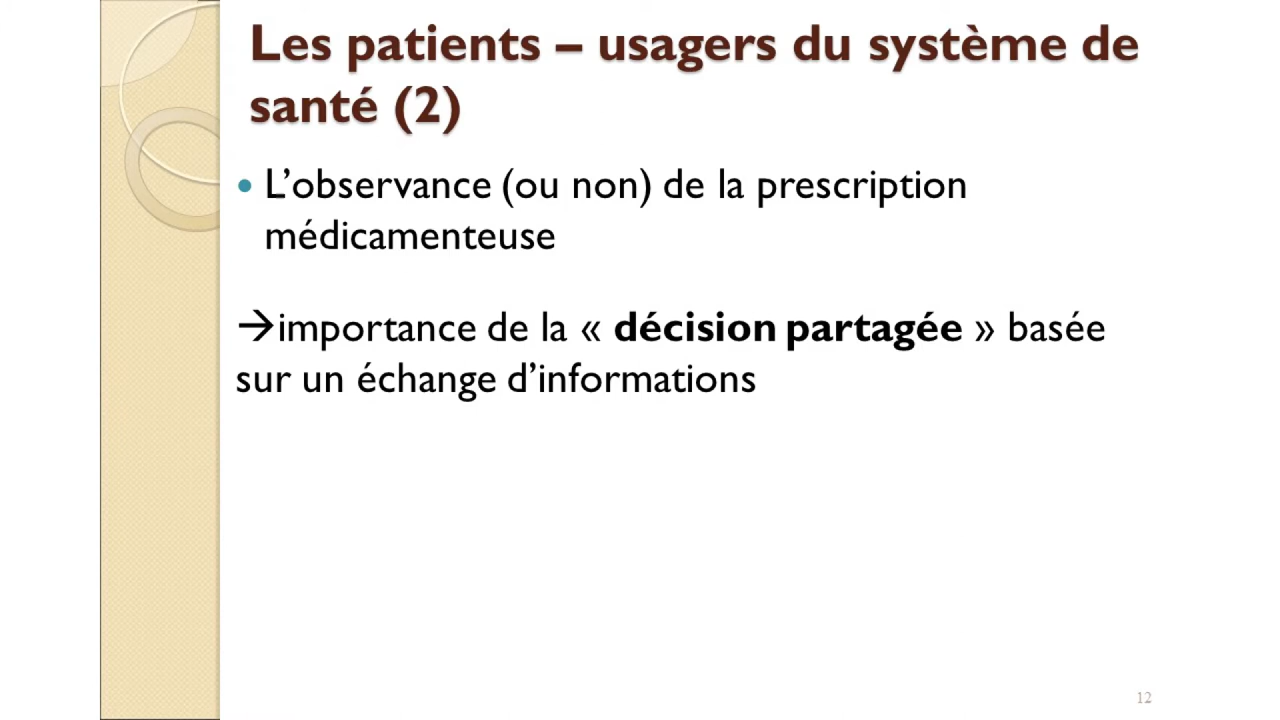 Les patients – usagers du système de
santé (2)
• L’observance (ou non) de la prescription
médicamenteuse
→importance de la « décision partagée » basée
sur un échange d’informations
12